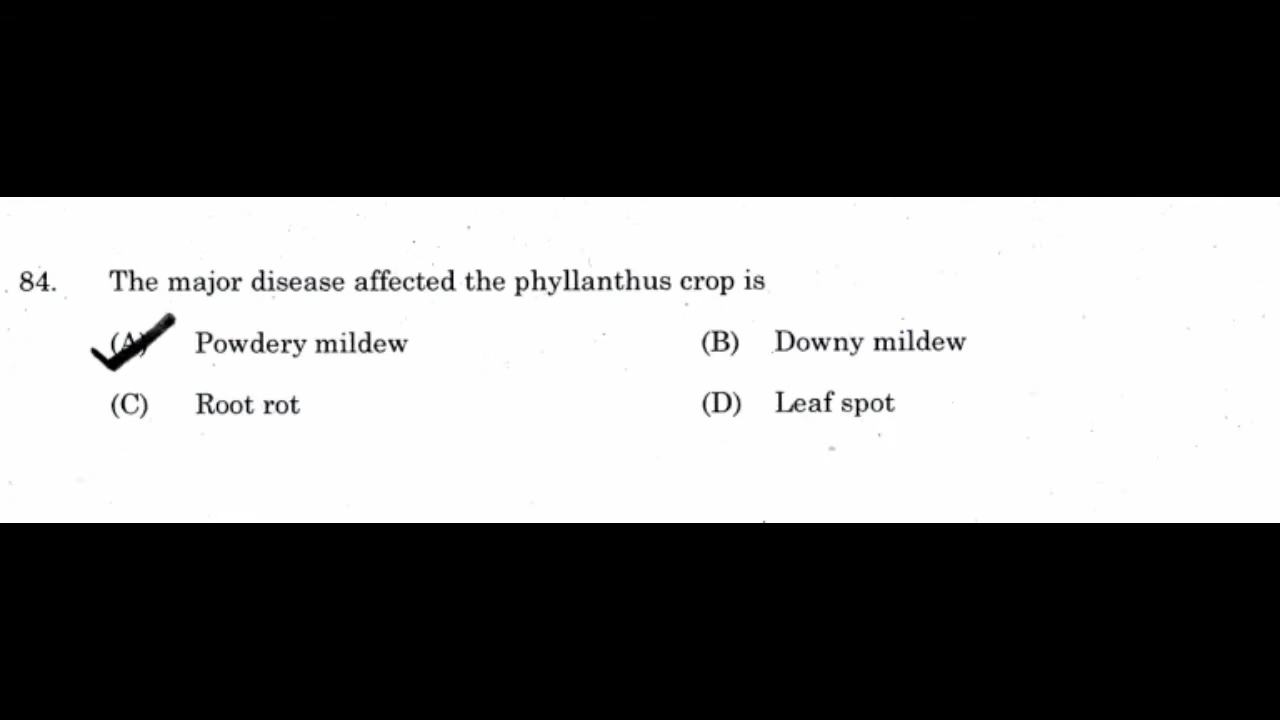 84. The major disease affected the phyllanthus crop is
(A) Powdery mildew (B) Downy mildew
(C) Root rot (D) Leaf spot